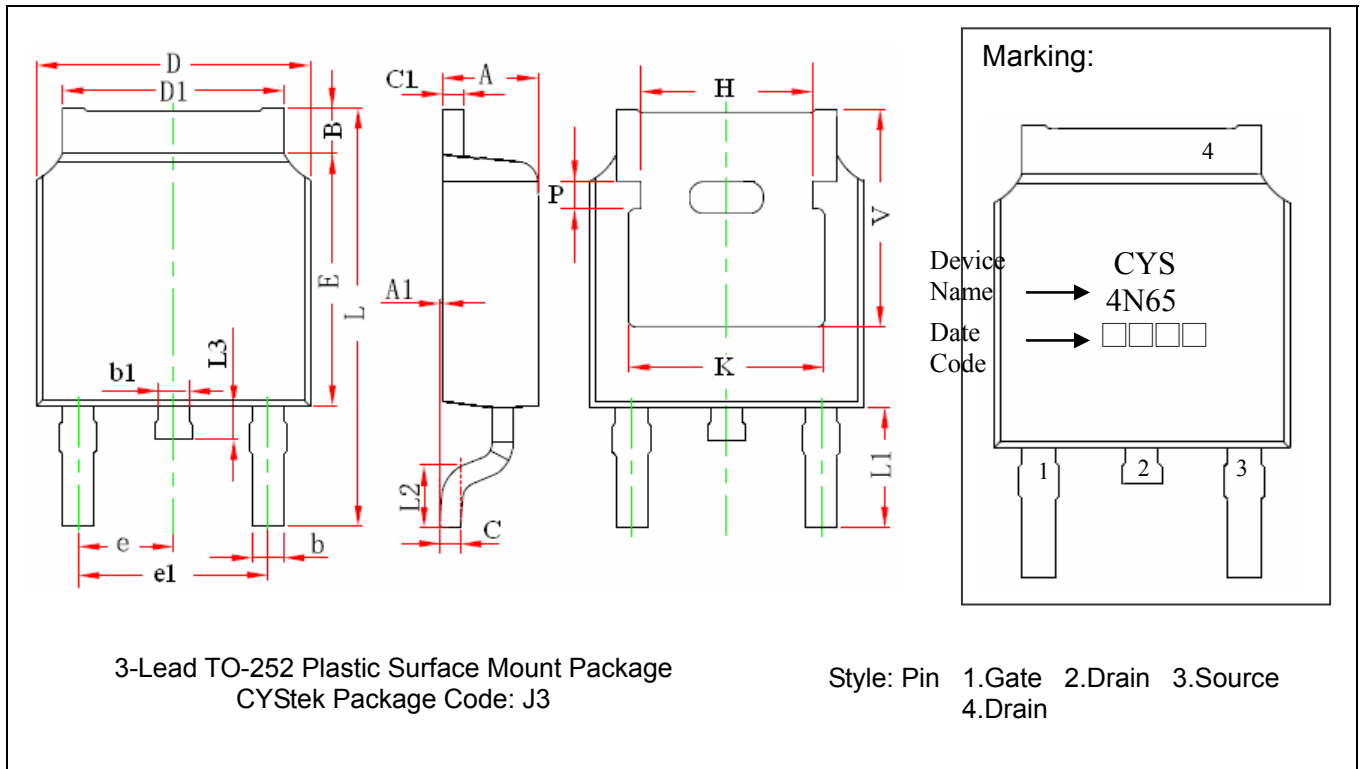 D
D1
B
E
L
L3
b1
e
e1
b
C1
A
A1
L2
C
H
P
V
K
L1
Marking:
4
Device
Name
CYS
4N65
Date
Code
□□□□
1
2
3
3-Lead TO-252 Plastic Surface Mount Package
CYStek Package Code: J3
Style: Pin 1.Gate 2.Drain 3.Source
4.Drain